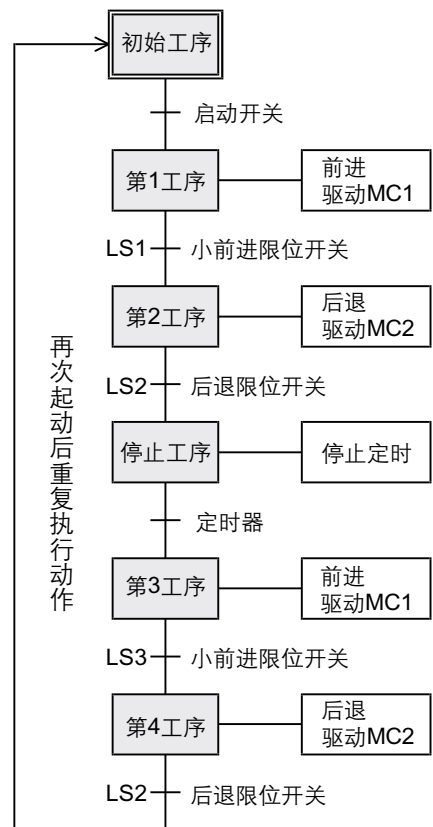 初始工序
启动开关
第1工序
前进
驱动MC1
LS1
小前进限位开关
第2工序
后退
驱动MC2
LS2
后退限位开关
停止工序
停止定时
定时器
第3工序
前进
驱动MC1
LS3
小前进限位开关
第4工序
后退
驱动MC2
LS2
后退限位开关
再次起动后重复执行动作